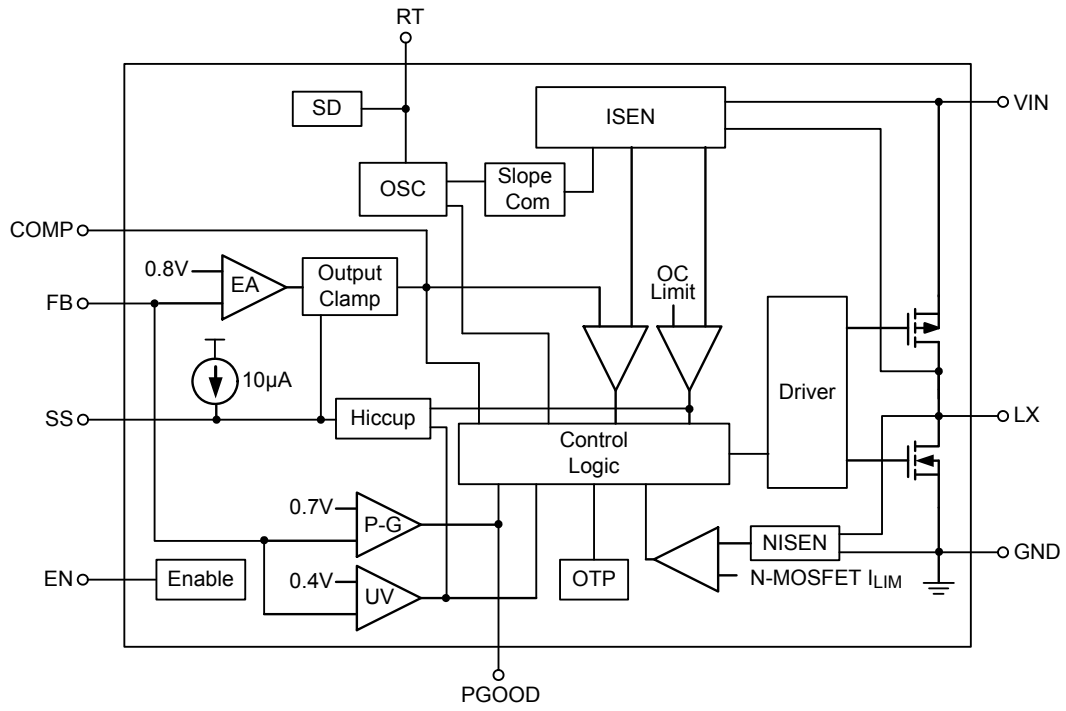 RT
SD
ISEN
VIN
OSC
Slope
Com
COMP
0.8V
EA
Output
Clamp
OC
Limit
FB
10µA
Driver
SS
Hiccup
LX
Control
Logic
0.7V
P-G
NISEN
GND
EN
Enable
0.4V
UV
OTP
N-MOSFET ILIM
PGOOD